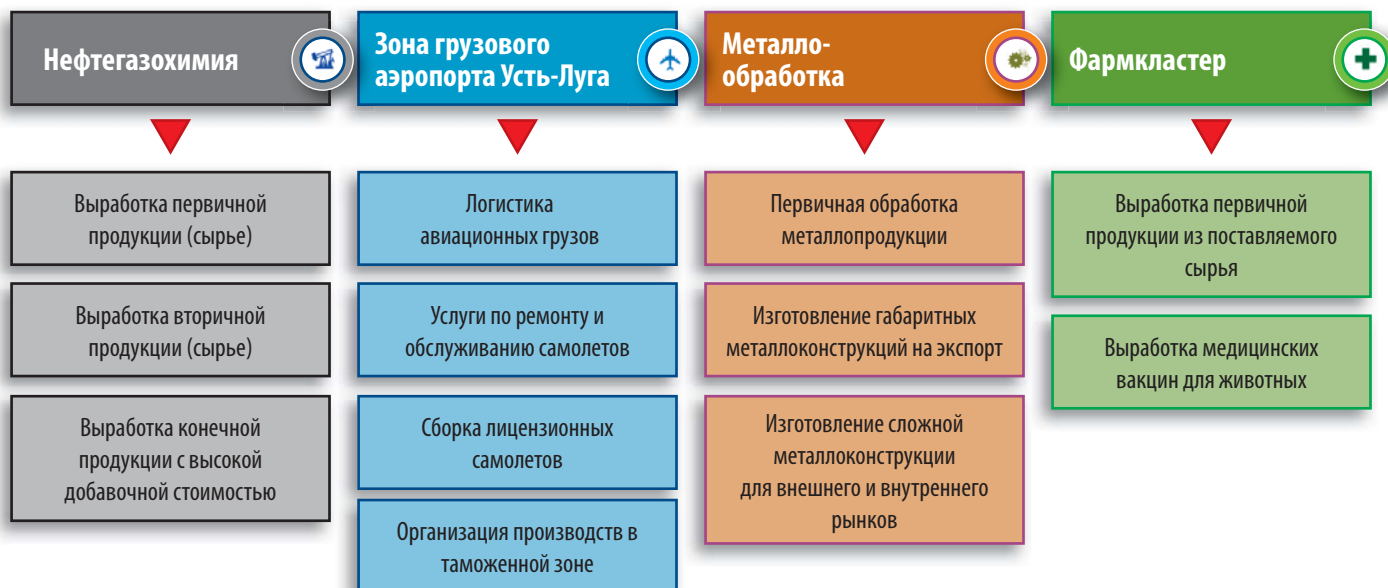 Нефтегазохимия
Выработка первичной
продукции (сырье)
Выработка вторичной
продукции (сырье)
Выработка конечной
продукции с высокой
добавочной стоимостью
Зона грузового
аэропорта Усть-Луга
Логистика
авиационных грузов
Услуги по ремонту и
обслуживанию самолетов
Сборка лицензионных
самолетов
Организация производств в
таможенной зоне
Металло-
обработка
Первичная обработка
металлопродукции
Изготовление габаритных
металлоконструкций на экспорт
Изготовление сложной
металлоконструкции
для внешнего и внутреннего
рынков
Фармкластер
Выработка первичной
продукции из поставляемого
сырья
Выработка медицинских
вакцин для животных